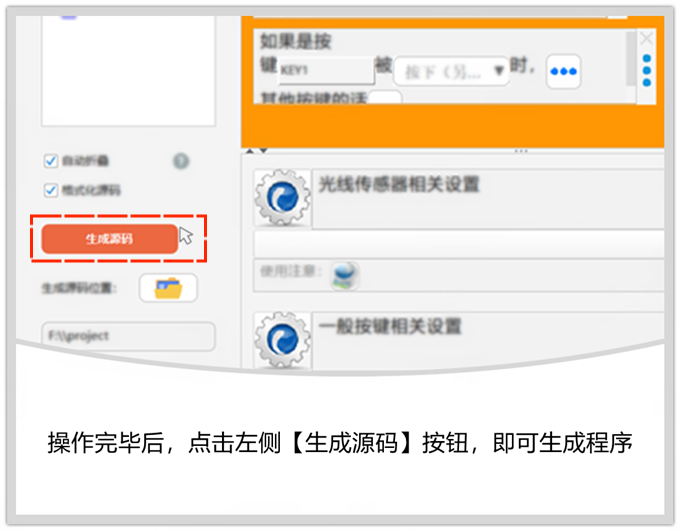 如果是按
键 KEY1 被 按下（另... 时，
其他按键的话
自动折叠
格式化源码
生成源码
生成源码位置：
F:\\project
光线传感器相关设置
使用注意：
一般按键相关设置
操作完毕后，点击左侧【生成源码】按钮，即可生成程序